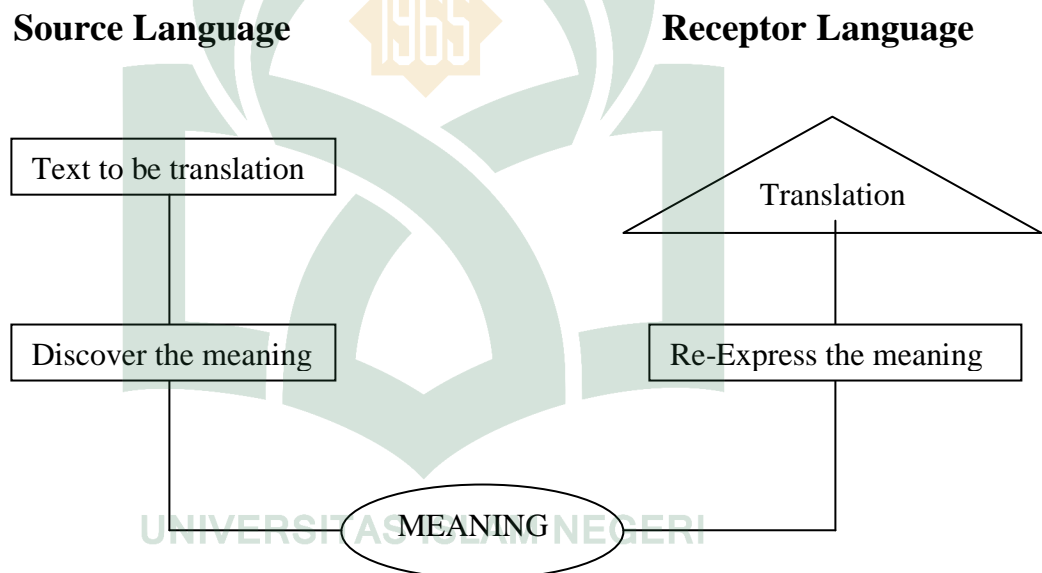 1965
Source Language
Receptor Language
Text to be translation
Translation
Discover the meaning
Re-Express the meaning
MEANING
UNIVERSITAS ISLAM NEGERI